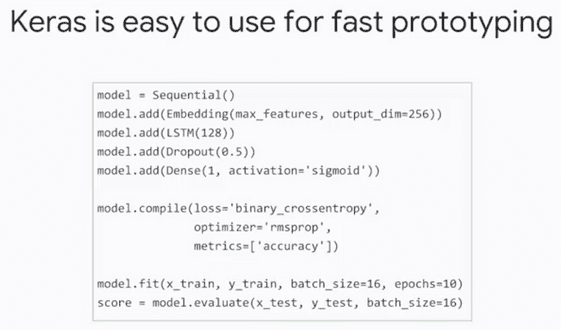 Keras is easy to use for fast prototyping
model = Sequential()
model.add(Embedding(max_features, output_dim=256))
model.add(LSTM(128))
model.add(Dropout(0.5))
model.add(Dense(1, activation='sigmoid'))
model.compile(loss='binary_crossentropy',
optimizer='rmsprop',
metrics=['accuracy'])
model.fit(x_train, y_train, batch_size=16, epochs=10)
score = model.evaluate(x_test, y_test, batch_size=16)